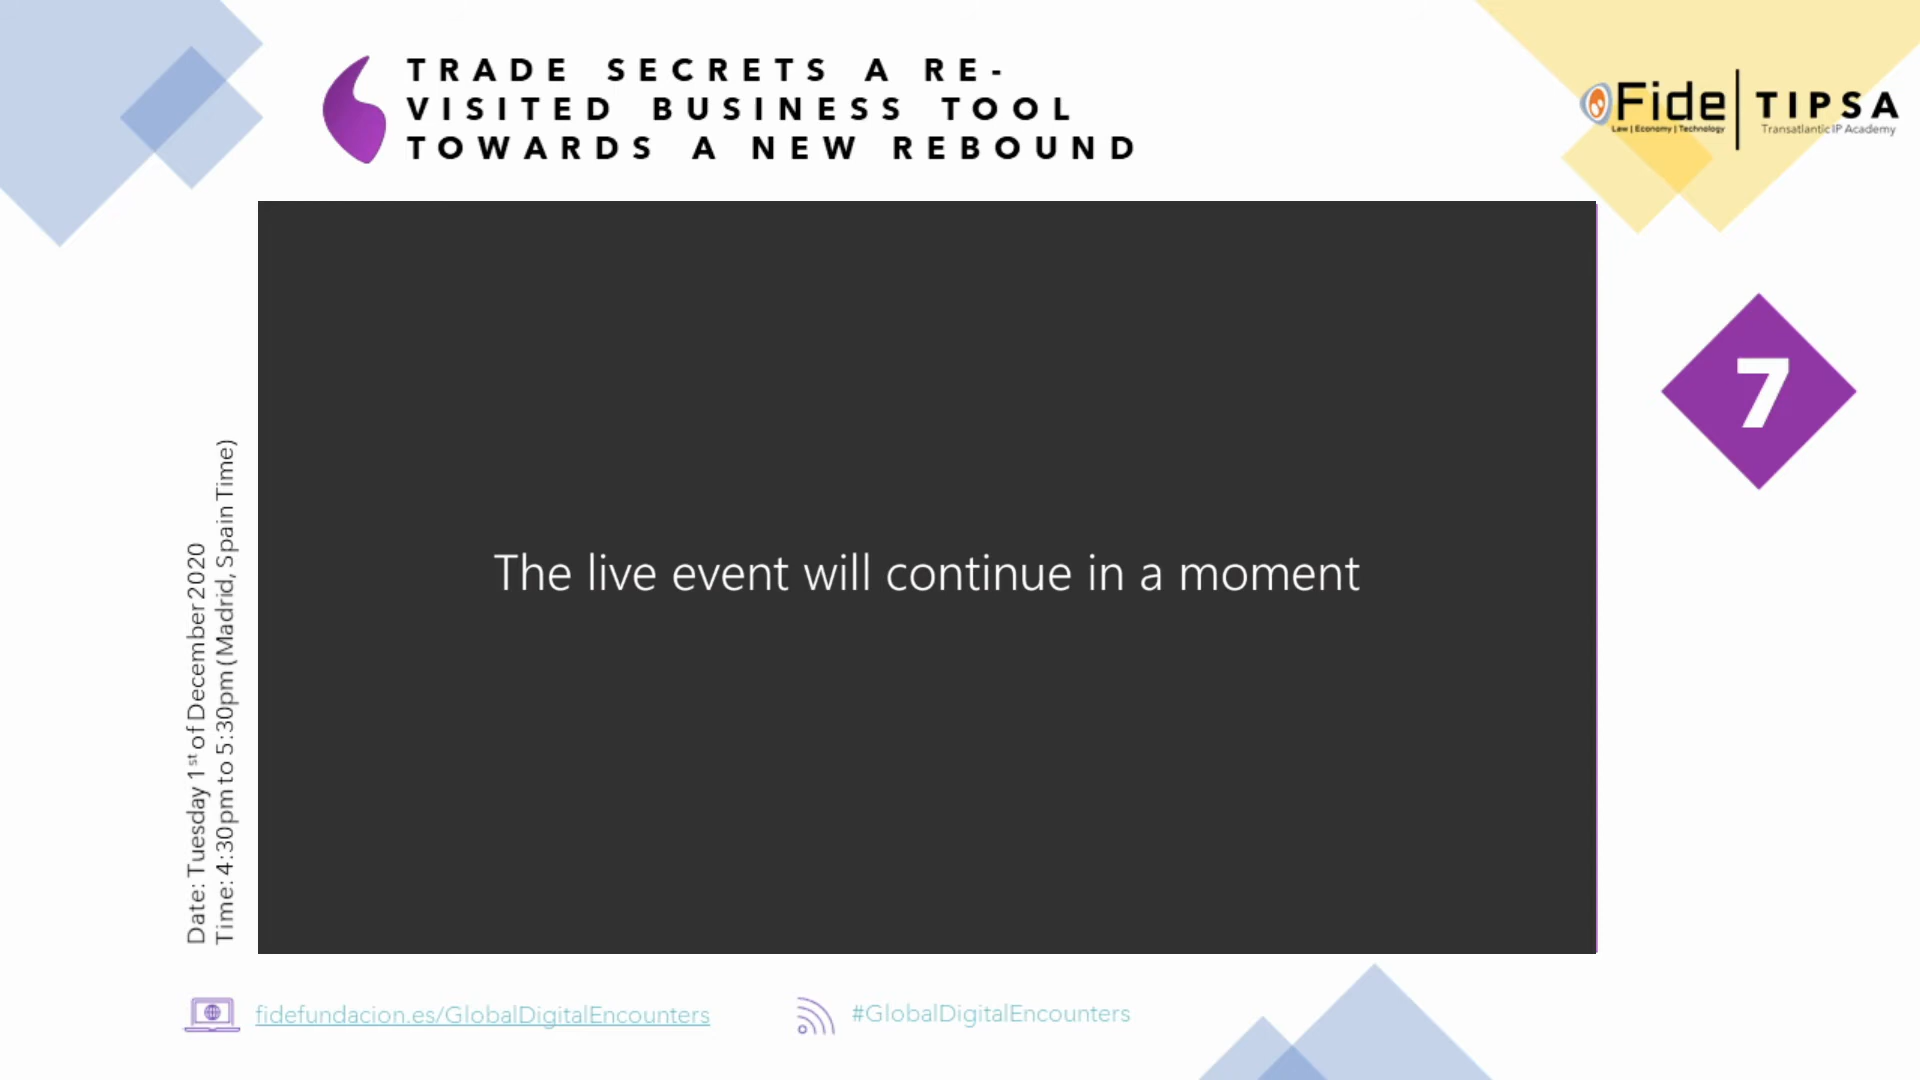 TRADE SECRETS A RE-
VISITED BUSINESS TOOL
TOWARDS A NEW REBOUND
Fide
Law | Economy | Technology
TIPSA
Transatlantic IP Academy
7
The live event will continue in a moment
Date: Tuesday 1st of December 2020
Time: 4:30pm to 5:30pm (Madrid, Spain Time)
fidefundacion.es/GlobalDigitalEncounters
#GlobalDigitalEncounters